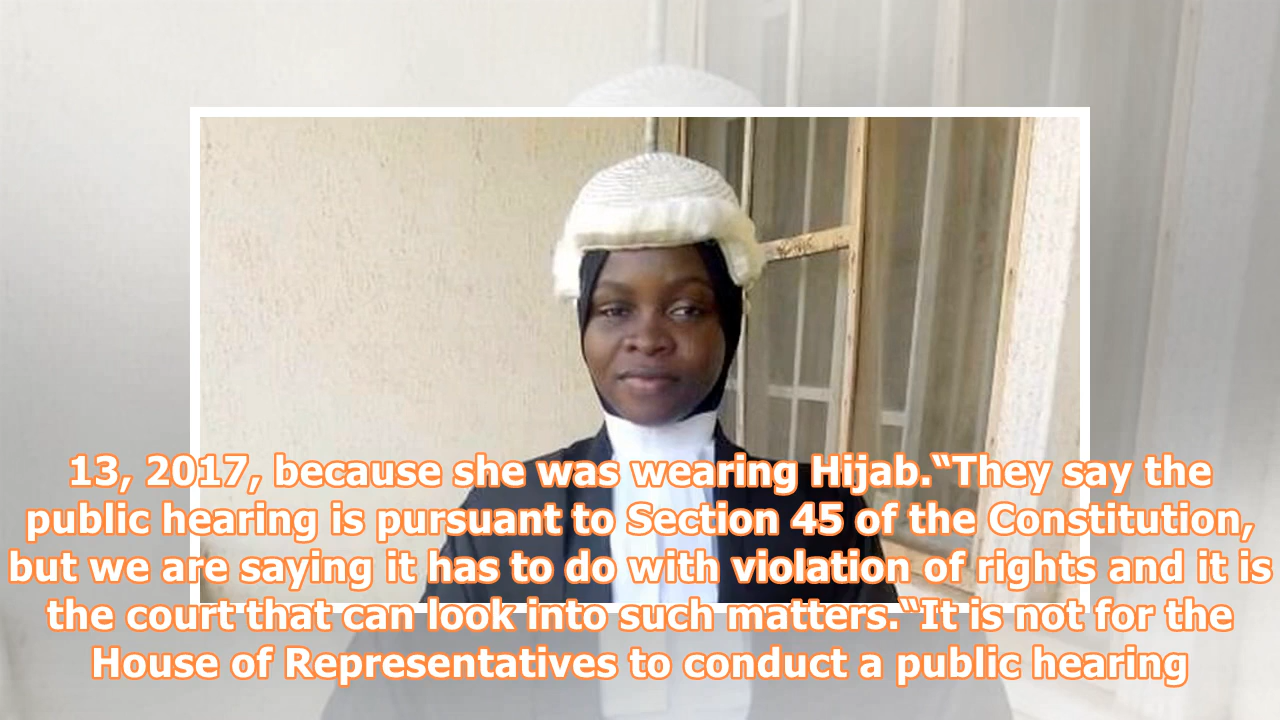 13, 2017, because she was wearing Hijab.“They say the
public hearing is pursuant to Section 45 of the Constitution,
but we are saying it has to do with violation of rights and it is
the court that can look into such matters.“It is not for the
House of Representatives to conduct a public hearing